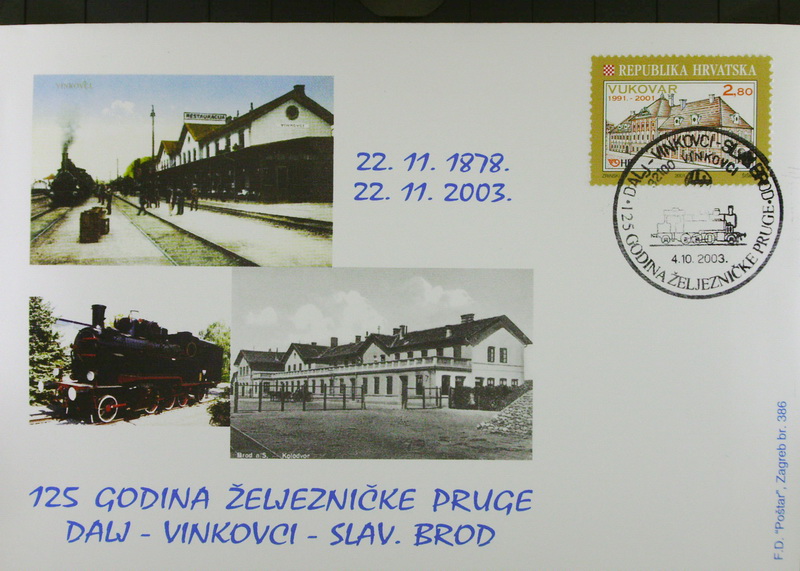 VINKOVCI
RESTAURACIJA
22. 11. 1878.
22. 11. 2003.
REPUBLIKA HRVATSKA
VUKOVAR
1991. - 2001.
2,80
DALJ - VINKOVCI - SLAV. BROD
32100 VINKOVCI
4.10. 2003.
125 GODINA ŽELJEZNIČKE PRUGE
Brod n/S. Kolodvor
125 GODINA ŽELJEZNIČKE PRUGE
DALJ - VINKOVCI - SLAV. BROD
F.D. "Poštar", Zagreb br. 386